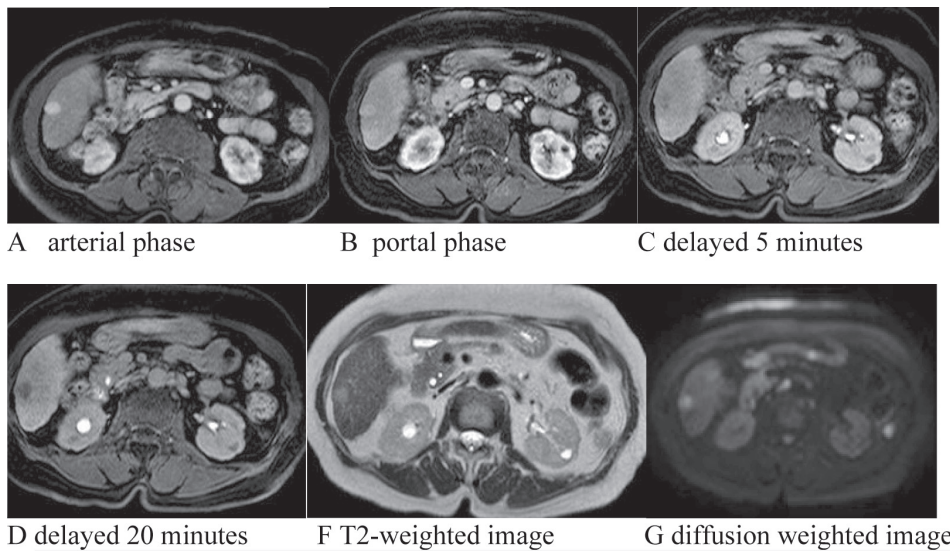 A arterial phase
B portal phase
C delayed 5 minutes
D delayed 20 minutes
F T2-weighted image
G diffusion weighted image